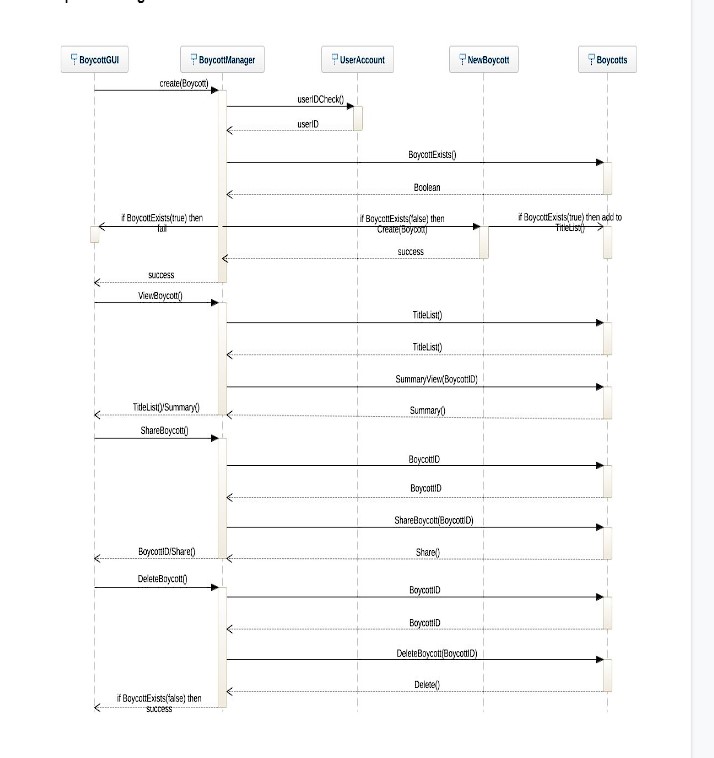 BoycottGUI
BoycottManager
UserAccount
NewBoycott
Boycotts
create(Boycott)
userIDCheck()
userID
BoycottExists()
Boolean
if BoycottExists(true) then
fail
if BoycottExists(false) then
Create(Boycott)
if BoycottExists(true) then add to
TitleList()
success
success
ViewBoycott()
TitleList()
TitleList()
SummaryView(BoycottID)
TitleList()/Summary()
Summary()
ShareBoycott()
BoycottID
BoycottID
ShareBoycott(BoycottID)
BoycottID/Share()
Share()
DeleteBoycott()
BoycottID
BoycottID
DeleteBoycott(BoycottID)
Delete()
if BoycottExists(false) then
success